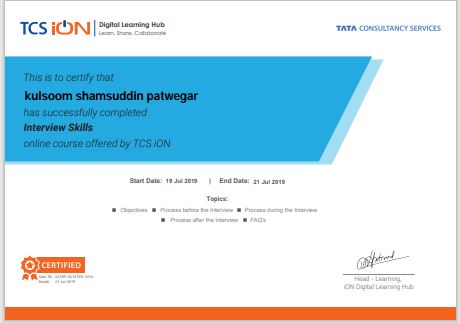 TCS iON Digital Learning Hub
Learn, Share, Collaborate
TATA CONSULTANCY SERVICES
This is to certify that
kulsoom shamsuddin patwegar
has successfully completed
Interview Skills
online course offered by TCS iON
Start Date: 19 Jul 2019 | End Date: 21 Jul 2019
Topics:
■ Objectives ■ Process before the Interview ■ Process during the Interview
■ Process after the Interview ■ FAQ's
CERTIFIED
Cert. ID:
Dated: 21 Jul 2019
Head - Learning,
iON Digital Learning Hub